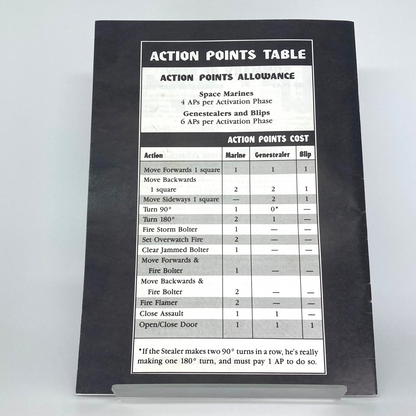 ACTION POINTS TABLE
ACTION POINTS ALLOWANCE
Space Marines
4 APs per Activation Phase
Genestealers and Blips
6 APs per Activation Phase
ACTION POINTS COST
Action Marine Genestealer Blip
Move Forwards 1 square 1 1 1
Move Backwards
1 square 2 2 1
Move Sideways 1 square — 2 1
Turn 90° 1 0* —
Turn 180° 2 1 —
Fire Storm Bolter 1 — —
Set Overwatch Fire 2 — —
Clear Jammed Bolter 1 — —
Move Forwards &
Fire Bolter 1 — —
Move Backwards &
Fire Bolter 2 — —
Fire Flamer 2 — —
Close Assault 1 1 —
Open/Close Door 1 1 1
*If the Stealer makes two 90° turns in a row, he's really
making one 180° turn, and must pay 1 AP to do so.